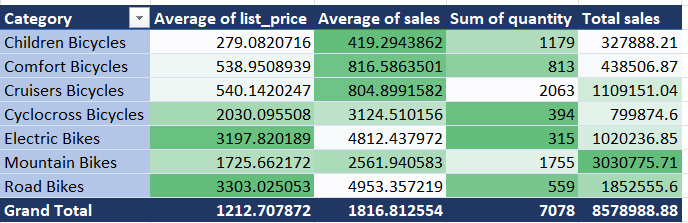 Category Average of list_price Average of sales Sum of quantity Total sales
Children Bicycles 279.0820716 419.2943862 1179 327888.21
Comfort Bicycles 538.9508939 816.5863501 813 438506.87
Cruisers Bicycles 540.1420247 804.8991582 2063 1109151.04
Cyclocross Bicycles 2030.095508 3124.510156 394 799874.6
Electric Bikes 3197.820189 4812.437972 315 1020236.85
Mountain Bikes 1725.662172 2561.940583 1755 3030775.71
Road Bikes 3303.025053 4953.357219 559 1852555.6
Grand Total 1212.707872 1816.812554 7078 8578988.88